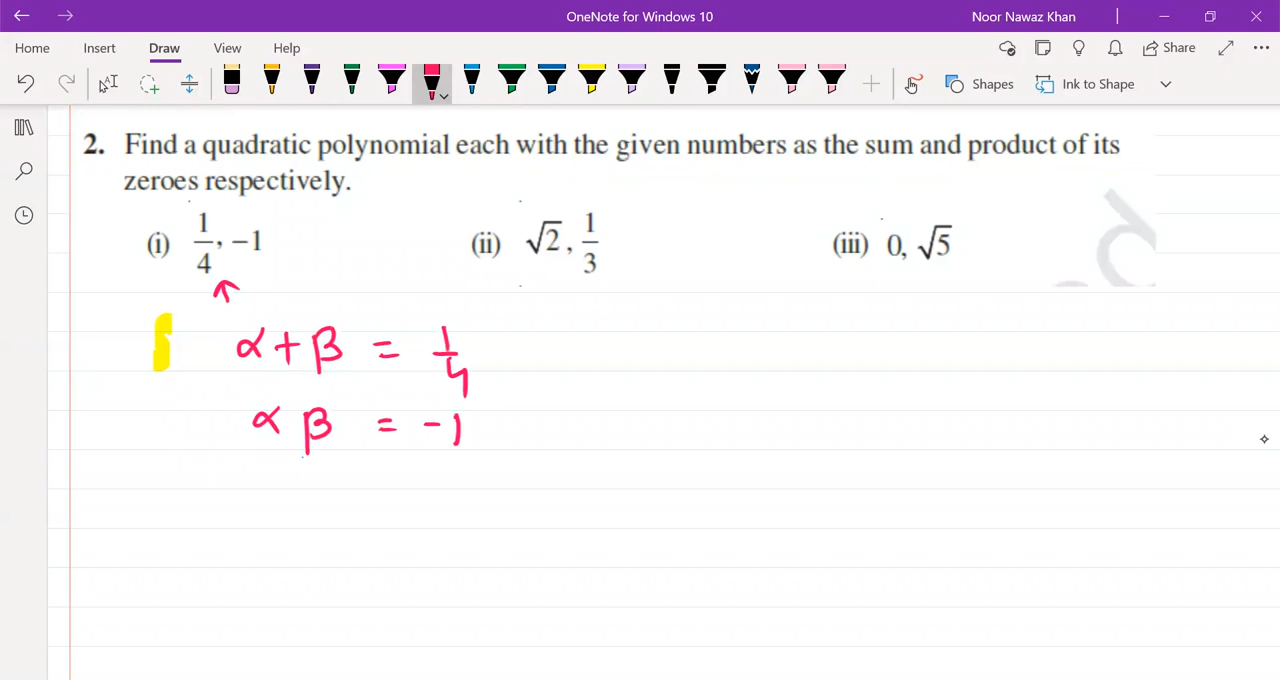 OneNote for Windows 10
Noor Nawaz Khan
Home Insert Draw View Help
Share
Shapes
Ink to Shape
2. Find a quadratic polynomial each with the given numbers as the sum and product of its
zeroes respectively.
(i) 1/4, −1 (ii) √2, 1/3 (iii) 0, √5
α + β = 1/4
α β = -1